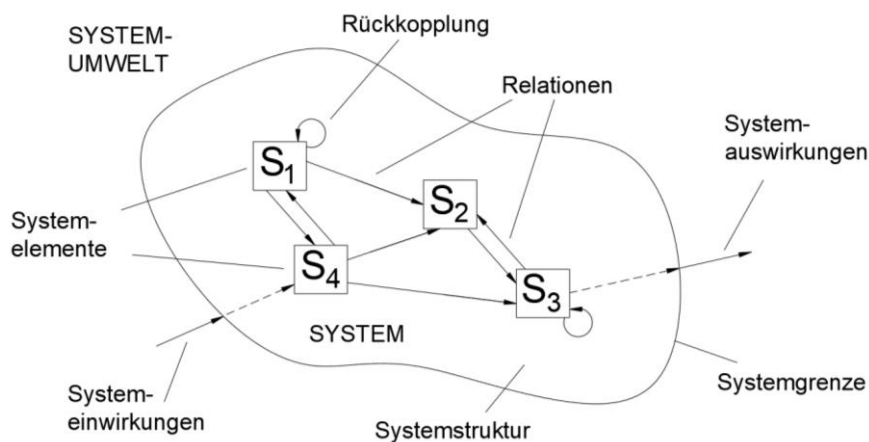 SYSTEM-
UMWELT
Rückkopplung
Relationen
System-
auswirkungen
S1
S2
System-
elemente
S4
S3
SYSTEM
System-
einwirkungen
Systemstruktur
Systemgrenze